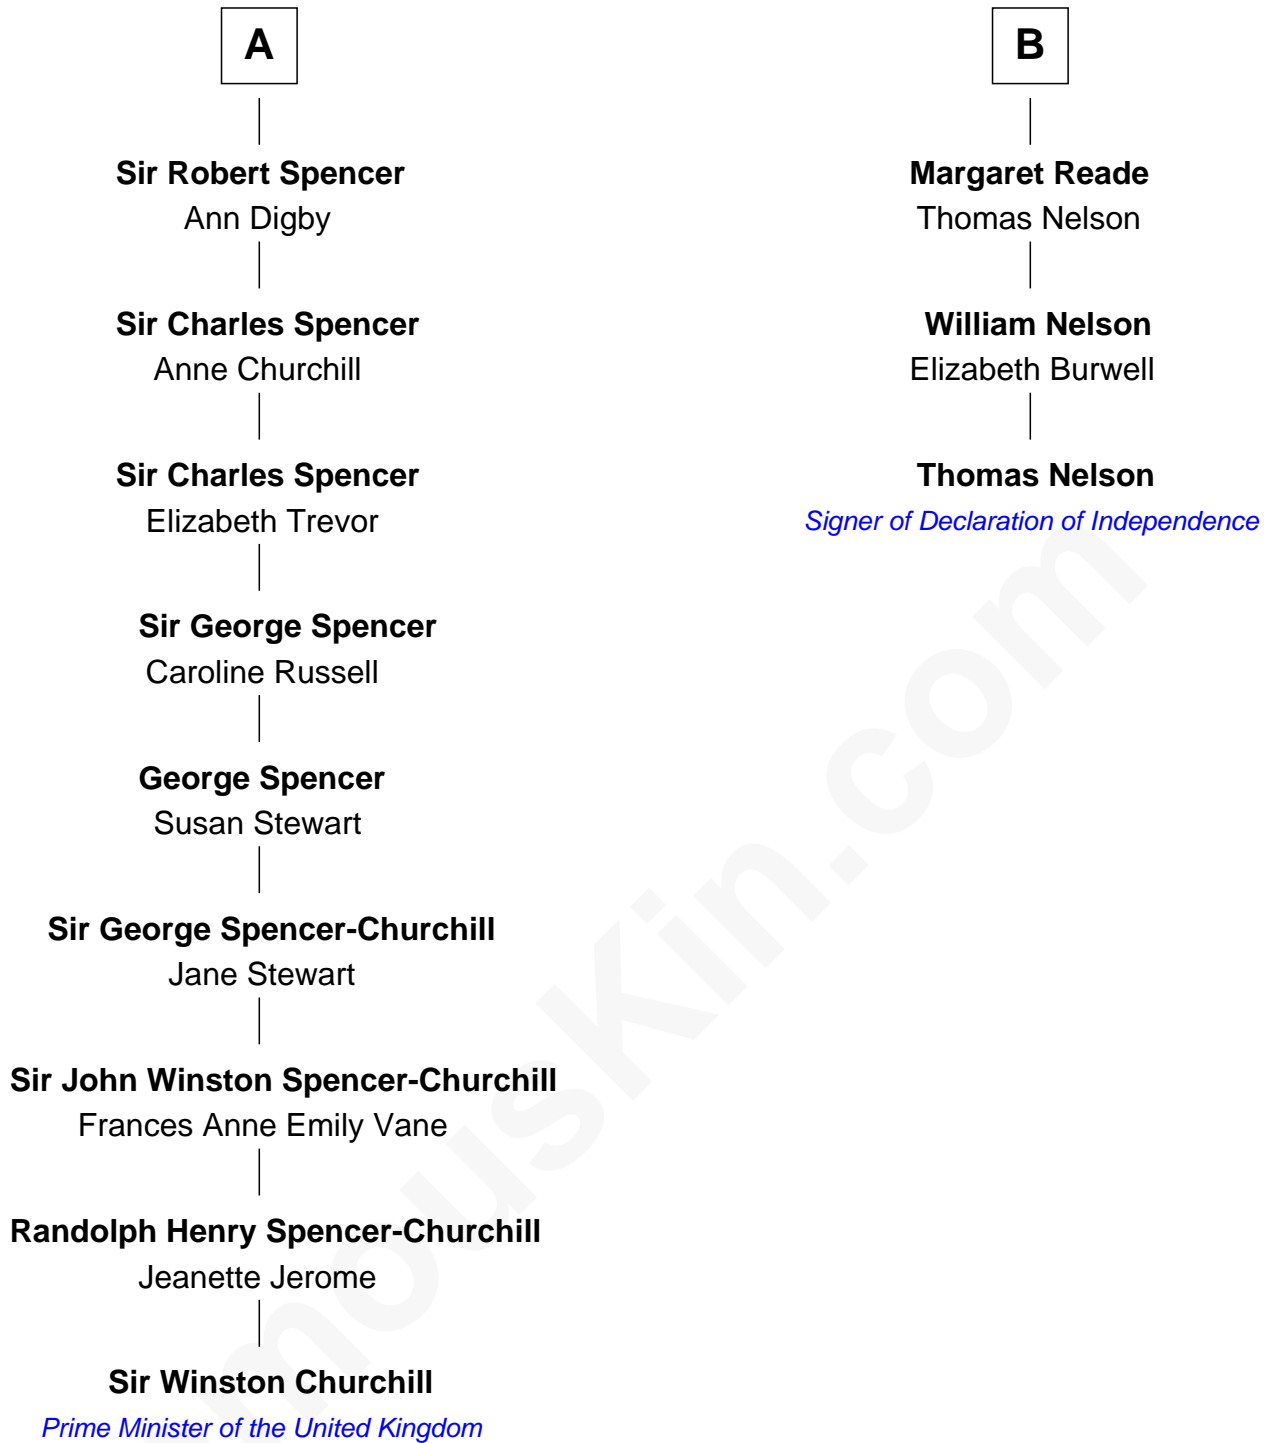 A
Sir Robert Spencer
Ann Digby
Sir Charles Spencer
Anne Churchill
Sir Charles Spencer
Elizabeth Trevor
Sir George Spencer
Caroline Russell
George Spencer
Susan Stewart
Sir George Spencer-Churchill
Jane Stewart
Sir John Winston Spencer-Churchill
Frances Anne Emily Vane
Randolph Henry Spencer-Churchill
Jeanette Jerome
Sir Winston Churchill
Prime Minister of the United Kingdom
B
Margaret Reade
Thomas Nelson
William Nelson
Elizabeth Burwell
Thomas Nelson
Signer of Declaration of Independence
mousKin.com